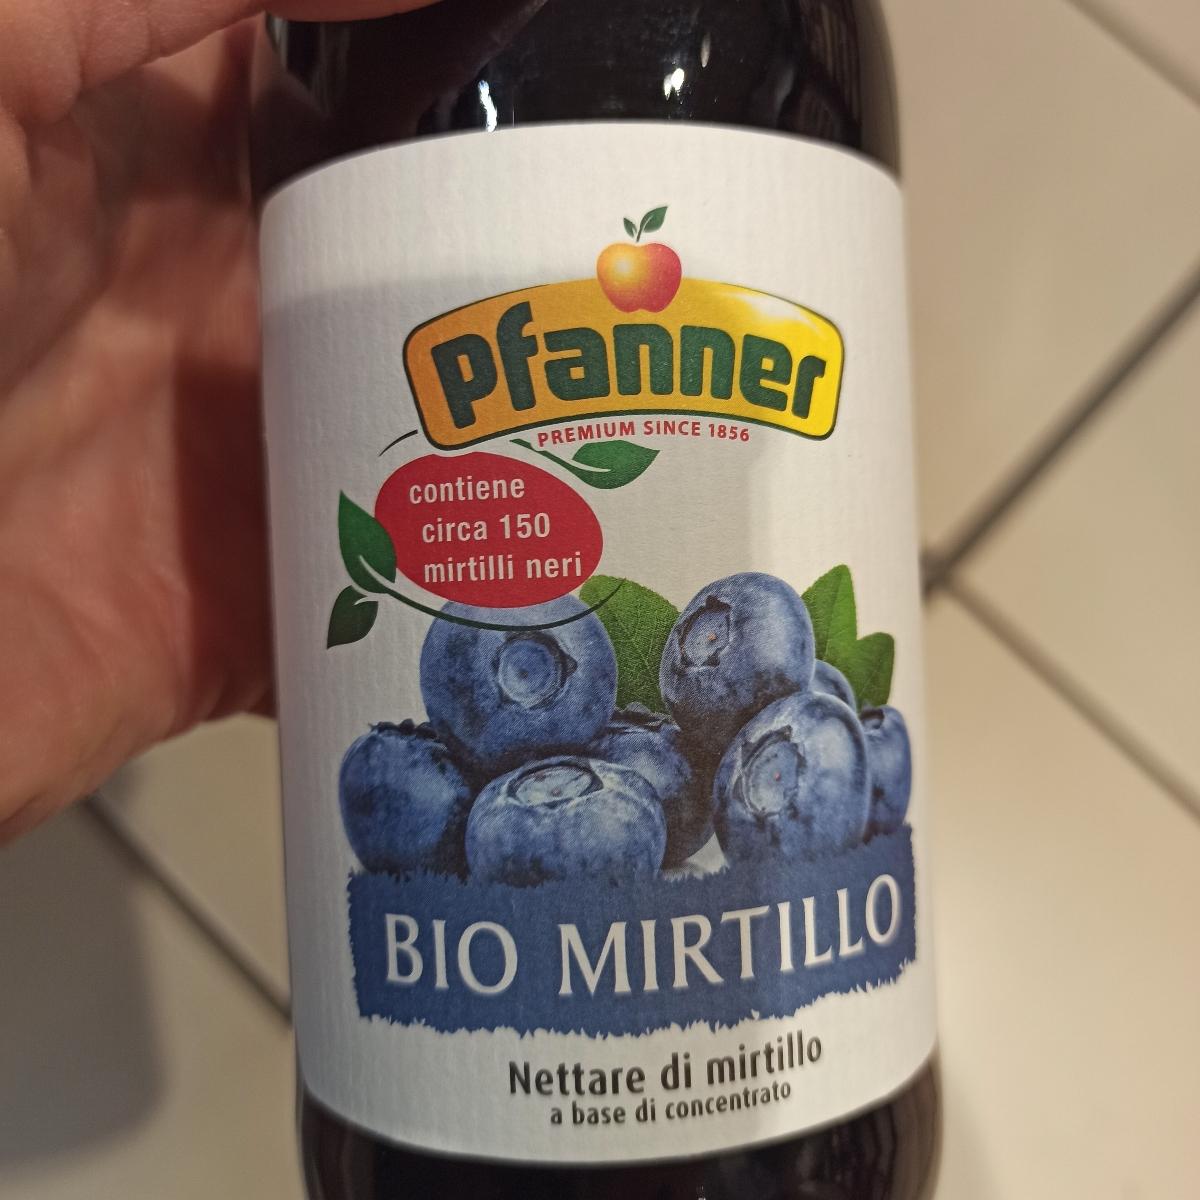 pfanner
PREMIUM SINCE 1856
contiene
circa 150
mirtilli neri
BIO MIRTILLO
Nettare di mirtillo
a base di concentrato